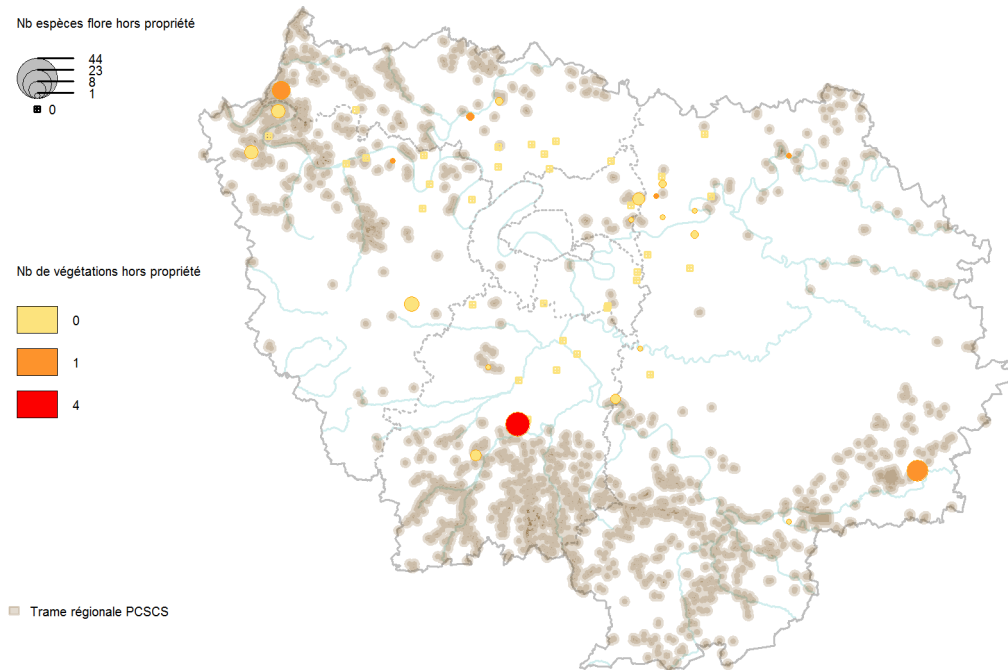 Nb espèces flore hors propriété
44
23
8
1
0
Nb de végétations hors propriété
0
1
4
Trame régionale PCSCS